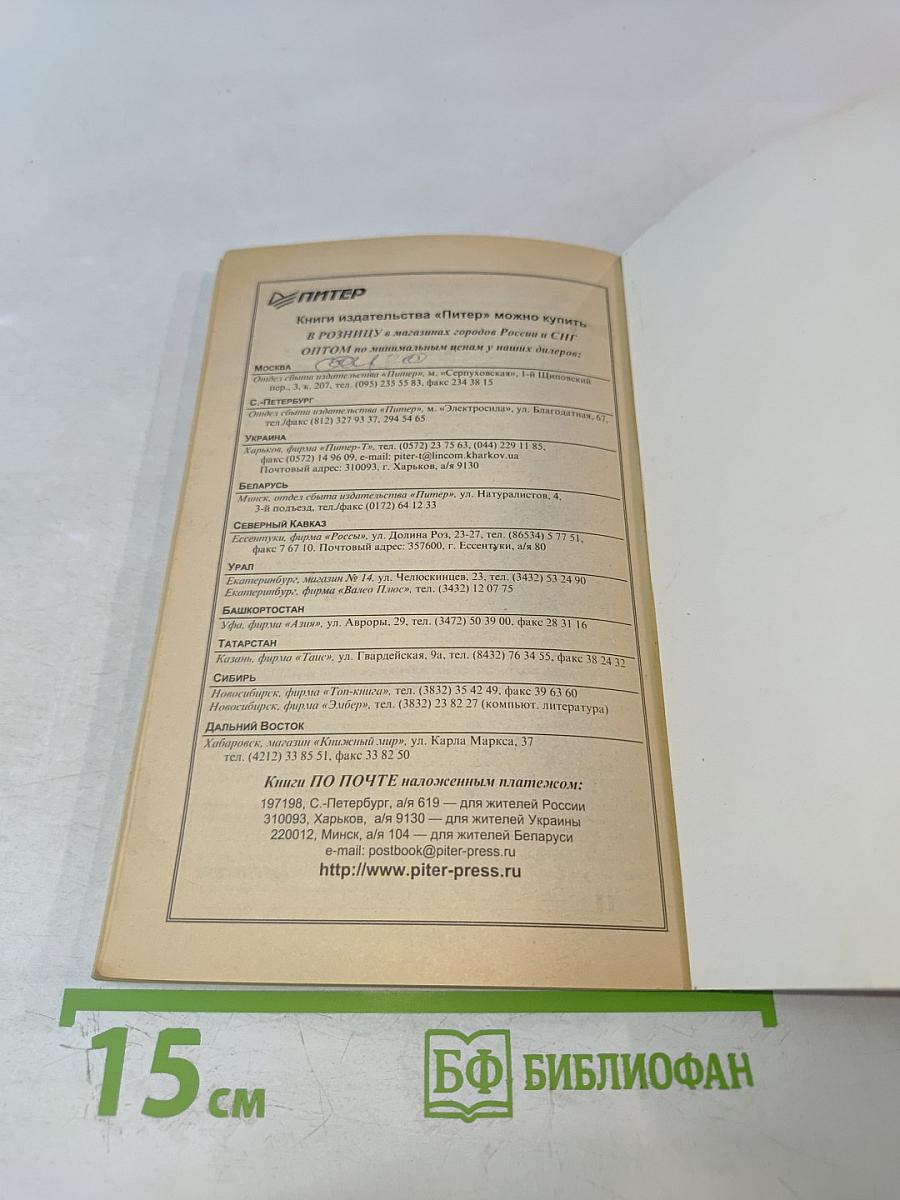 ПИТЕР
Книги издательства «Питер» можно купить
В РОЗНИЦУ в магазинах городов России и СНГ
ОПТОМ по минимальным ценам у наших дилеров:
МОСКВА
Отдел сбыта издательства «Питер», м. «Серпуховская», 1-й Щиповский
пер., 3, к. 207, тел. (095) 235 55 83, факс 234 38 15
С.-ПЕТЕРБУРГ
Отдел сбыта издательства «Питер», м. «Электросила», ул. Благодатная, 67,
тел./факс (812) 327 93 37, 294 54 65
УКРАИНА
Харьков, фирма «Питер-Т», тел. (0572) 23 75 63, (044) 229 11 85,
факс (0572) 14 96 09, e-mail: piter-t@lincom.kharkov.ua
Почтовый адрес: 310093, г. Харьков, а/я 9130
БЕЛАРУСЬ
Минск, отдел сбыта издательства «Питер», ул. Натуралистов, 4,
3-й подъезд, тел./факс (0172) 64 12 33
СЕВЕРНЫЙ КАВКАЗ
Ессентуки, фирма «Россы», ул. Долина Роз, 23-27, тел. (86534) 5 77 51,
факс 7 67 10. Почтовый адрес: 357600, г. Ессентуки, а/я 80
УРАЛ
Екатеринбург, магазин № 14, ул. Челюскинцев, 23, тел. (3432) 53 24 90
Екатеринбург, фирма «Валео Плюс», тел. (3432) 12 07 75
БАШКОРТОСТАН
Уфа, фирма «Азия», ул. Авроры, 29, тел. (3472) 50 39 00, факс 28 31 16
ТАТАРСТАН
Казань, фирма «Таис», ул. Гвардейская, 9а, тел. (8432) 76 34 55, факс 38 24 32
СИБИРЬ
Новосибирск, фирма «Топ-книга», тел. (3832) 35 42 49, факс 39 63 60
Новосибирск, фирма «Эмбер», тел. (3832) 23 82 27 (компьют. литература)
ДАЛЬНИЙ ВОСТОК
Хабаровск, магазин «Книжный мир», ул. Карла Маркса, 37
тел. (4212) 33 85 51, факс 33 82 50
Книги ПО ПОЧТЕ наложенным платежом:
197198, С.-Петербург, а/я 619 — для жителей России
310093, Харьков, а/я 9130 — для жителей Украины
220012, Минск, а/я 104 — для жителей Беларуси
e-mail: postbook@piter-press.ru
http://www.piter-press.ru
15 см
БФ БИБЛИОФАН